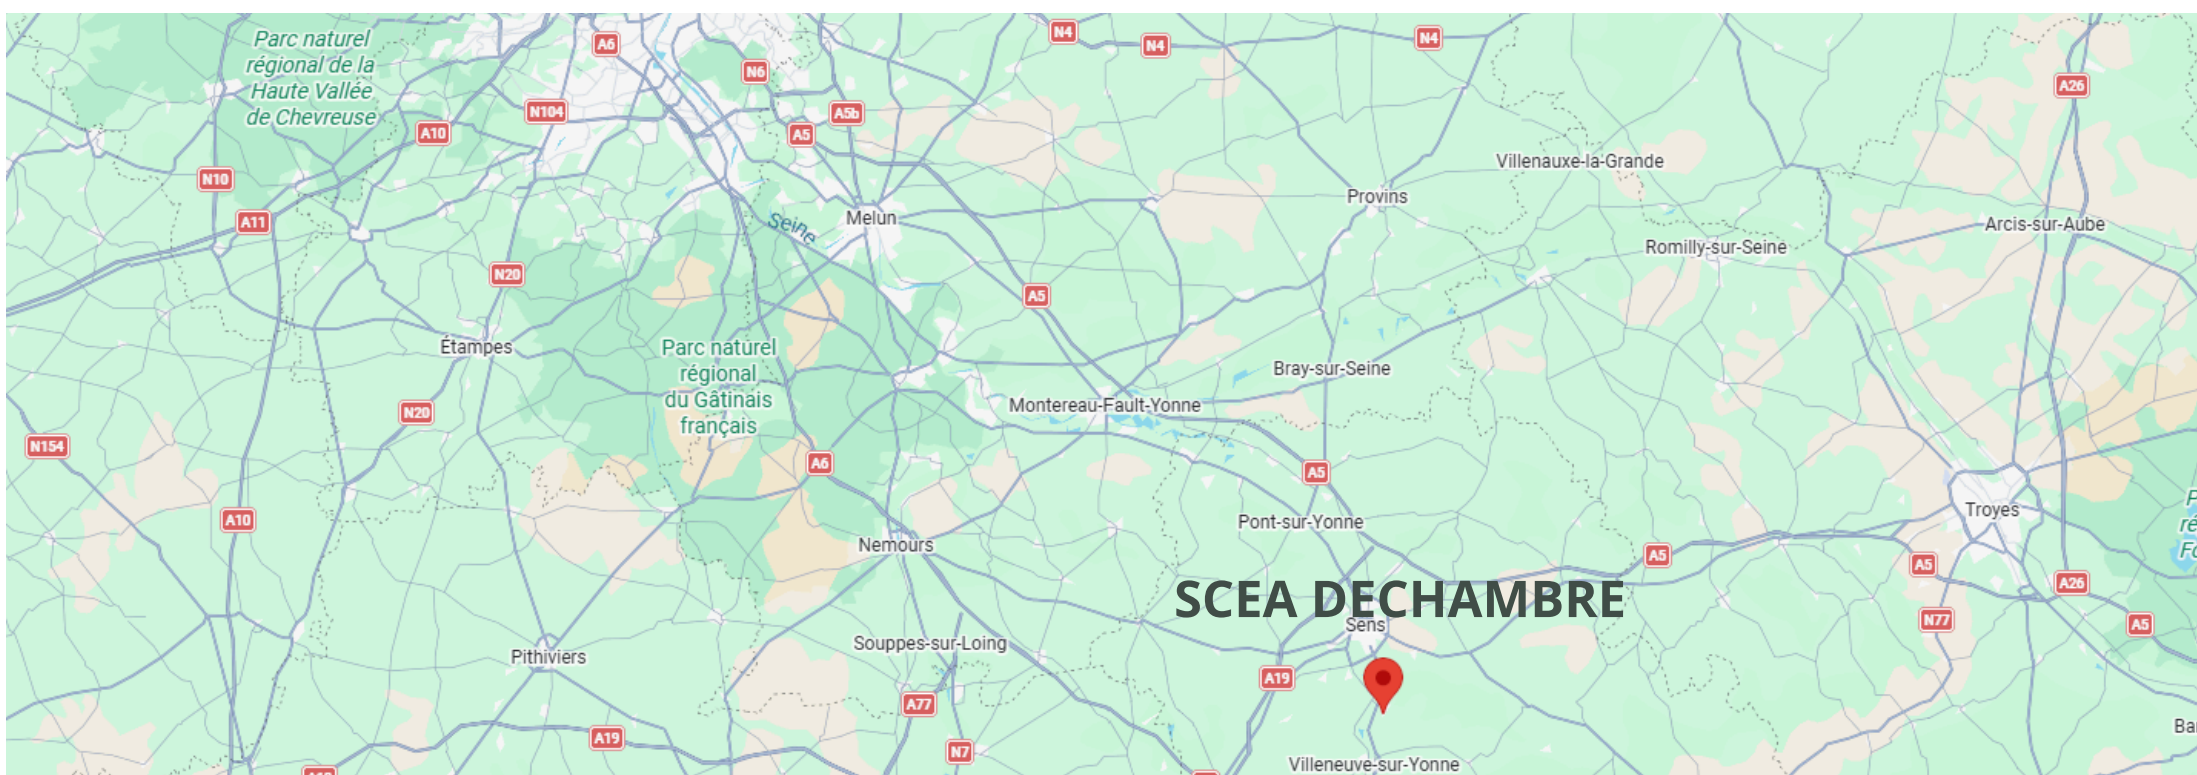 Parc naturel
régional de la
Haute Vallée
de Chevreuse
A6
N6
N4
N4
N4
A26
N104
A5b
A10
A5
N10
Villenauxe-la-Grande
Provins
A11
Seine
Melun
Arcis-sur-Aube
Romilly-sur-Seine
N20
A5
Étampes
Parc naturel
régional
du Gâtinais
français
Bray-sur-Seine
Montereau-Fault-Yonne
N20
N154
A6
A5
A10
Pont-sur-Yonne
Troyes
Nemours
A5
A5
A26
SCEA DECHAMBRE
Sens
N77
A5
Souppes-sur-Loing
Pithiviers
A19
A77
A19
N7
Villeneuve-sur-Yonne